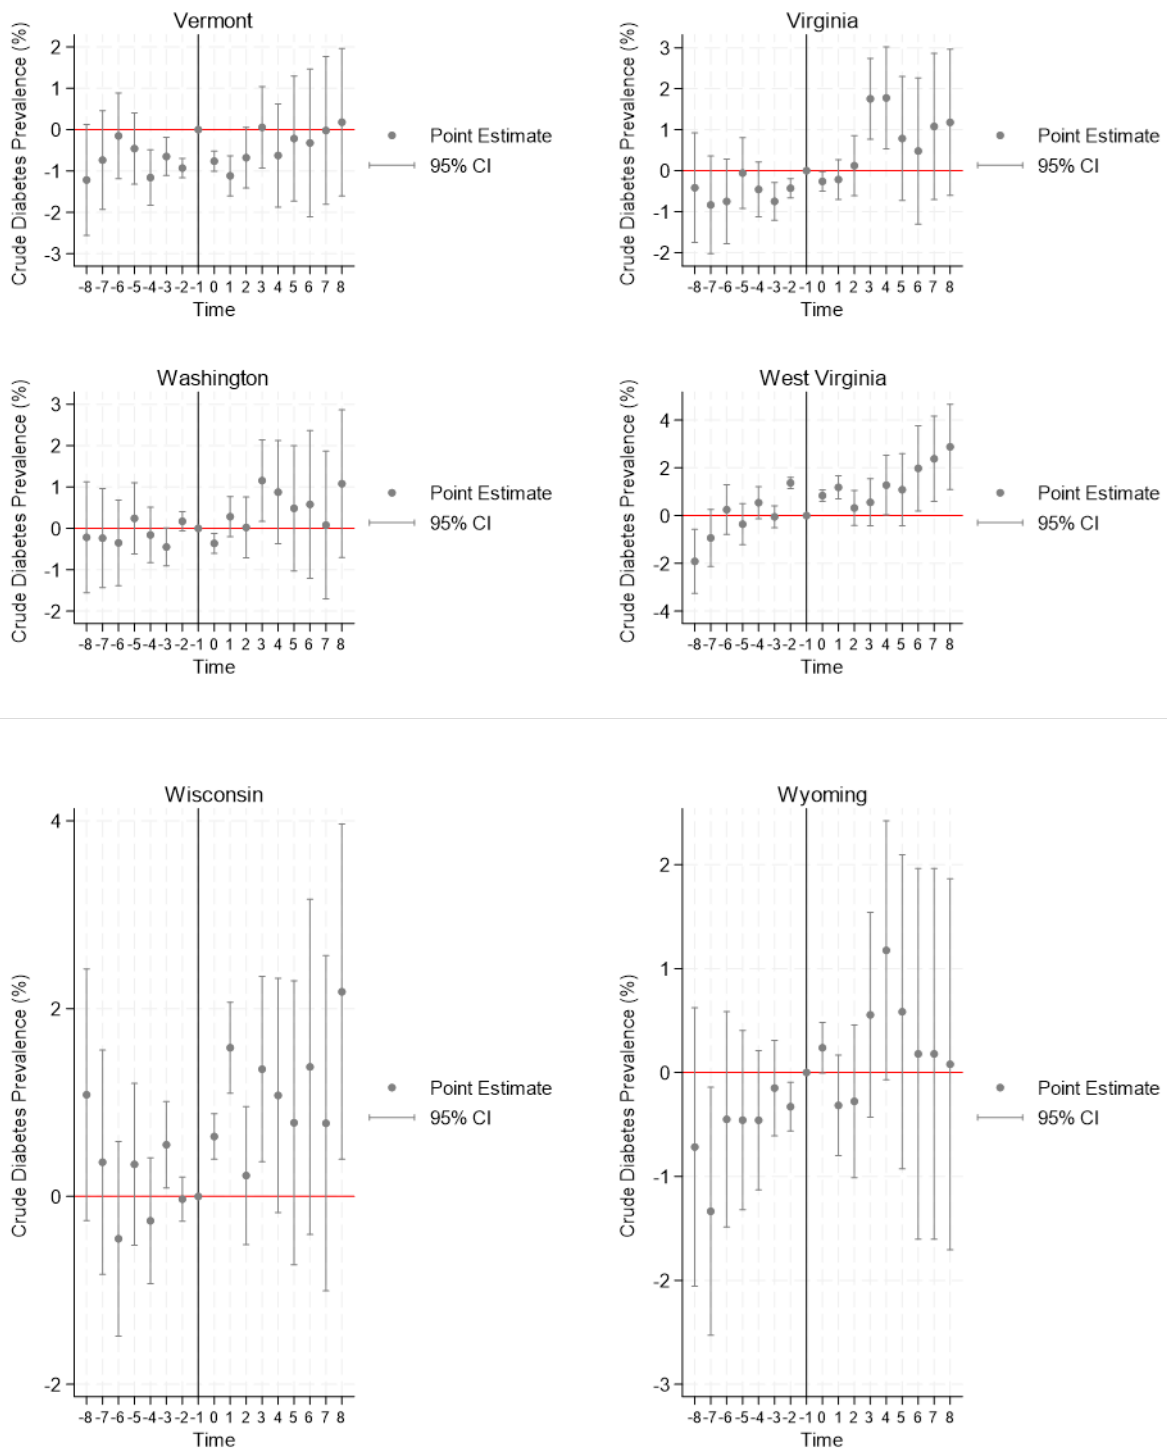 Vermont
Crude Diabetes Prevalence (%)
2
1
0
-1
-2
-3
-8 -7 -6 -5 -4 -3 -2 -1 0 1 2 3 4 5 6 7 8
Time
Point Estimate
95% CI
Virginia
Crude Diabetes Prevalence (%)
3
2
1
0
-1
-2
-8 -7 -6 -5 -4 -3 -2 -1 0 1 2 3 4 5 6 7 8
Time
Point Estimate
95% CI
Washington
Crude Diabetes Prevalence (%)
3
2
1
0
-1
-2
-8 -7 -6 -5 -4 -3 -2 -1 0 1 2 3 4 5 6 7 8
Time
Point Estimate
95% CI
West Virginia
Crude Diabetes Prevalence (%)
4
2
0
-2
-4
-8 -7 -6 -5 -4 -3 -2 -1 0 1 2 3 4 5 6 7 8
Time
Point Estimate
95% CI
Wisconsin
Crude Diabetes Prevalence (%)
4
2
0
-2
-8 -7 -6 -5 -4 -3 -2 -1 0 1 2 3 4 5 6 7 8
Time
Point Estimate
95% CI
Wyoming
Crude Diabetes Prevalence (%)
2
1
0
-1
-2
-3
-8 -7 -6 -5 -4 -3 -2 -1 0 1 2 3 4 5 6 7 8
Time
Point Estimate
95% CI